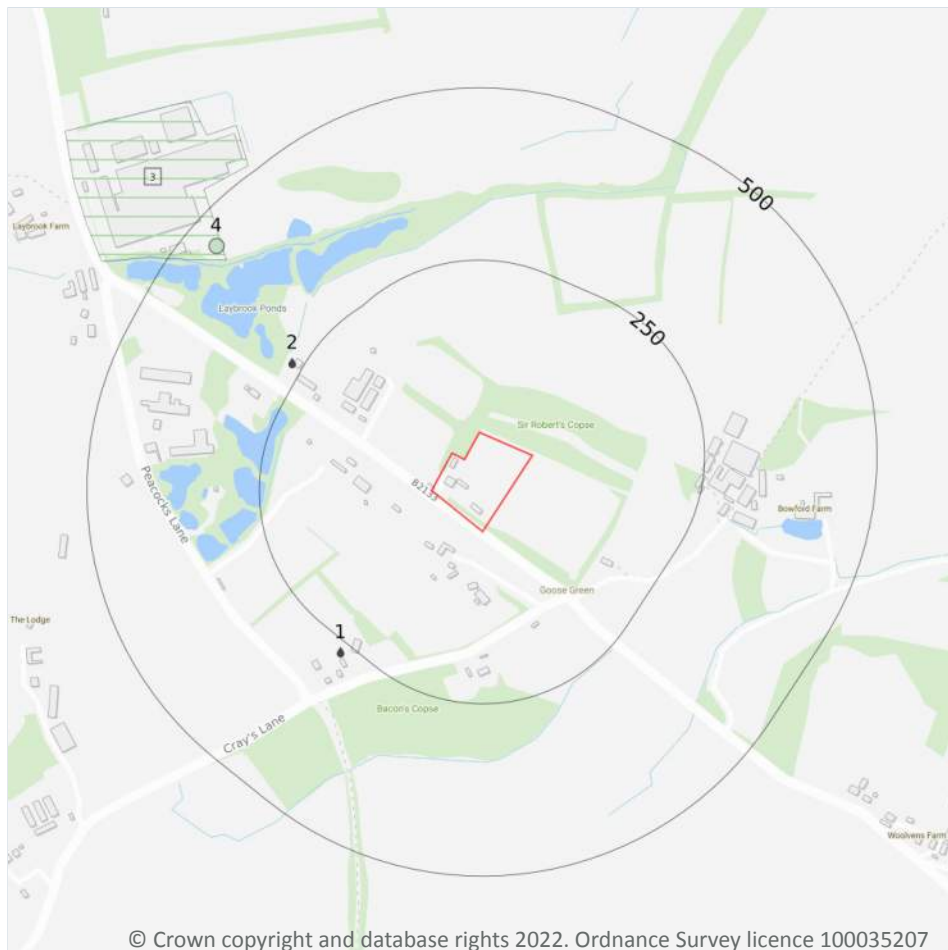 500
3
Laybrook Farm
4
Laybrook Ponds
250
2
Sir Robert's Copse
B2133
Peacocks Lane
Bowford Farm
Goose Green
The Lodge
1
Bacon's Copse
Cray's Lane
Woolvens Farm
© Crown copyright and database rights 2022. Ordnance Survey licence 100035207